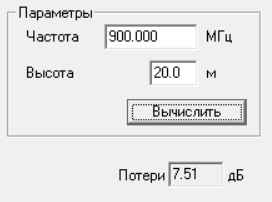 Параметры
Частота 900.000 МГц
Высота 20.0 м
Вычислить
Потери 7.51 дБ